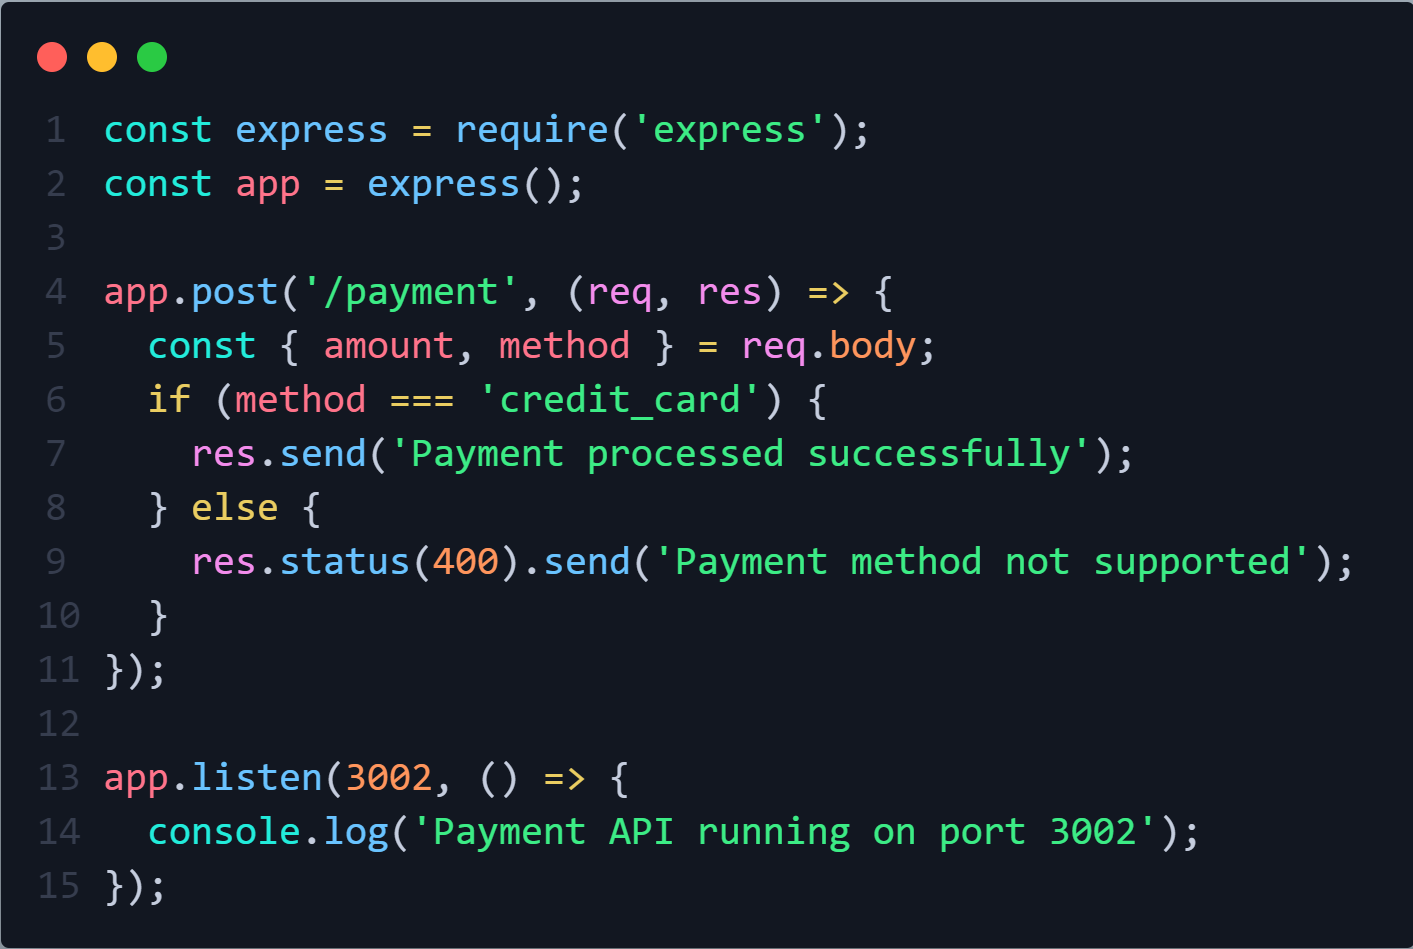 1 const express = require('express');
2 const app = express();
3
4 app.post('/payment', (req, res) => {
5   const { amount, method } = req.body;
6   if (method === 'credit_card') {
7     res.send('Payment processed successfully');
8   } else {
9     res.status(400).send('Payment method not supported');
10   }
11 });
12
13 app.listen(3002, () => {
14   console.log('Payment API running on port 3002');
15 });